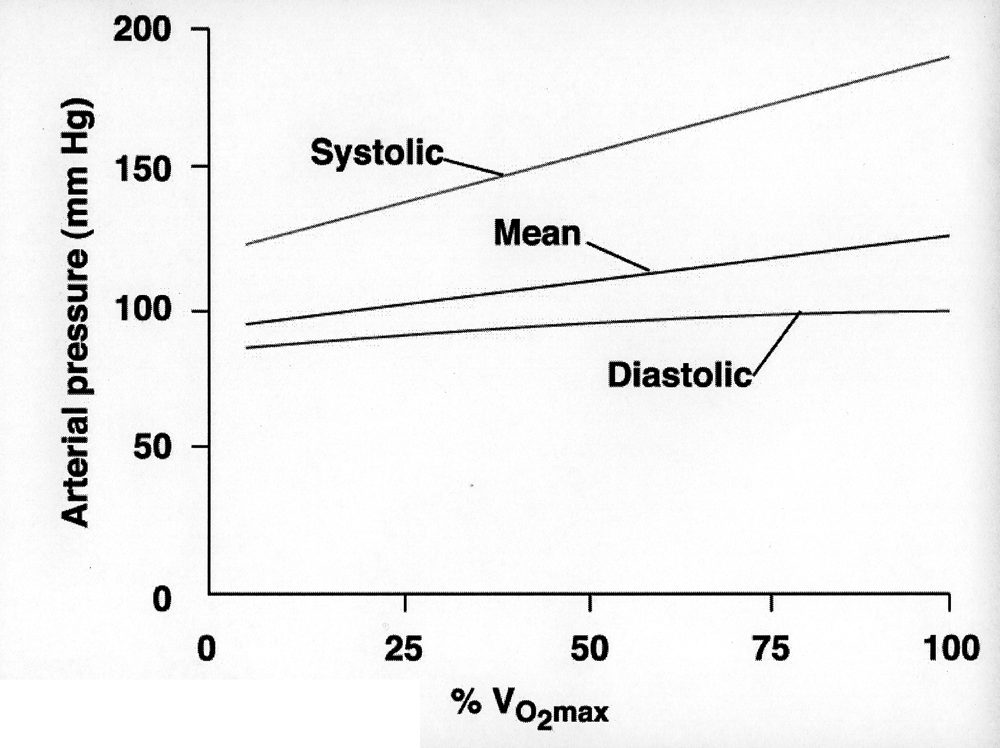 200
150
100
50
0
Arterial pressure (mm Hg)
Systolic
Mean
Diastolic
0 25 50 75 100
% VO₂max